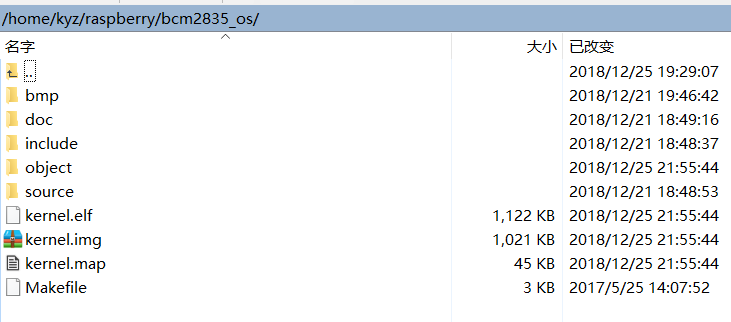 /home/kyz/raspberry/bcm2835_os/
名字 大小 已改变
.. 2018/12/25 19:29:07
bmp 2018/12/21 19:46:42
doc 2018/12/21 18:49:16
include 2018/12/21 18:48:37
object 2018/12/25 21:55:44
source 2018/12/21 18:48:53
kernel.elf 1,122 KB 2018/12/25 21:55:44
kernel.img 1,021 KB 2018/12/25 21:55:44
kernel.map 45 KB 2018/12/25 21:55:44
Makefile 3 KB 2017/5/25 14:07:52